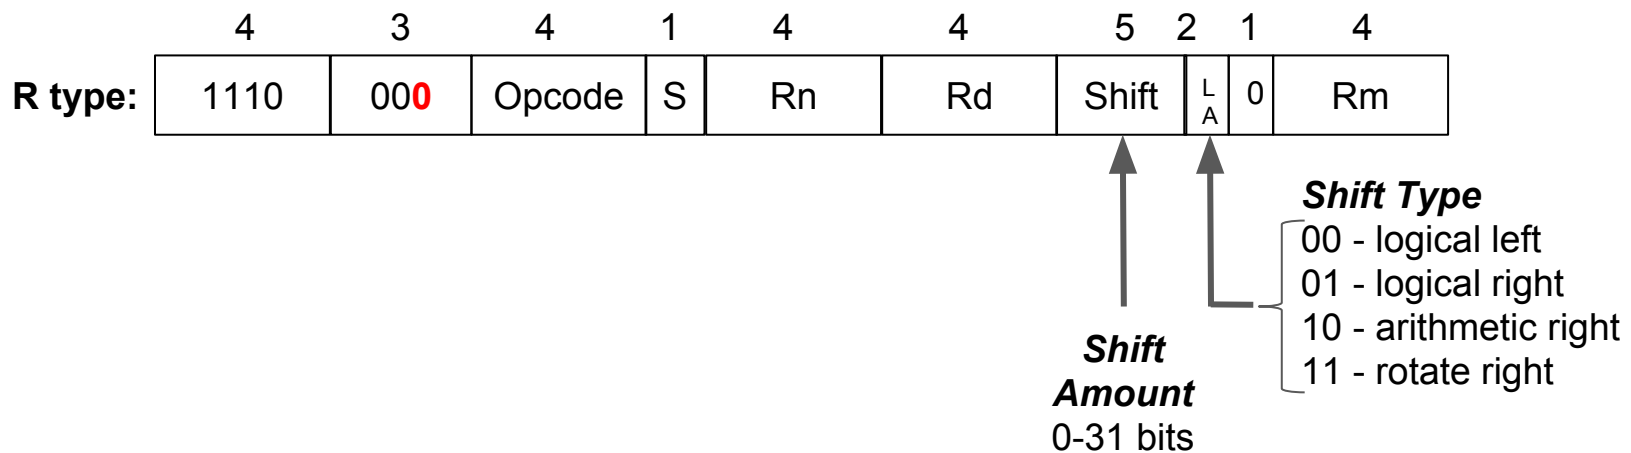 4 3 4 1 4 4 5 2 1 4
R type: 1110 000 Opcode S Rn Rd Shift L A 0 Rm
Shift Type
00 - logical left
01 - logical right
10 - arithmetic right
11 - rotate right
Shift
Amount
0-31 bits